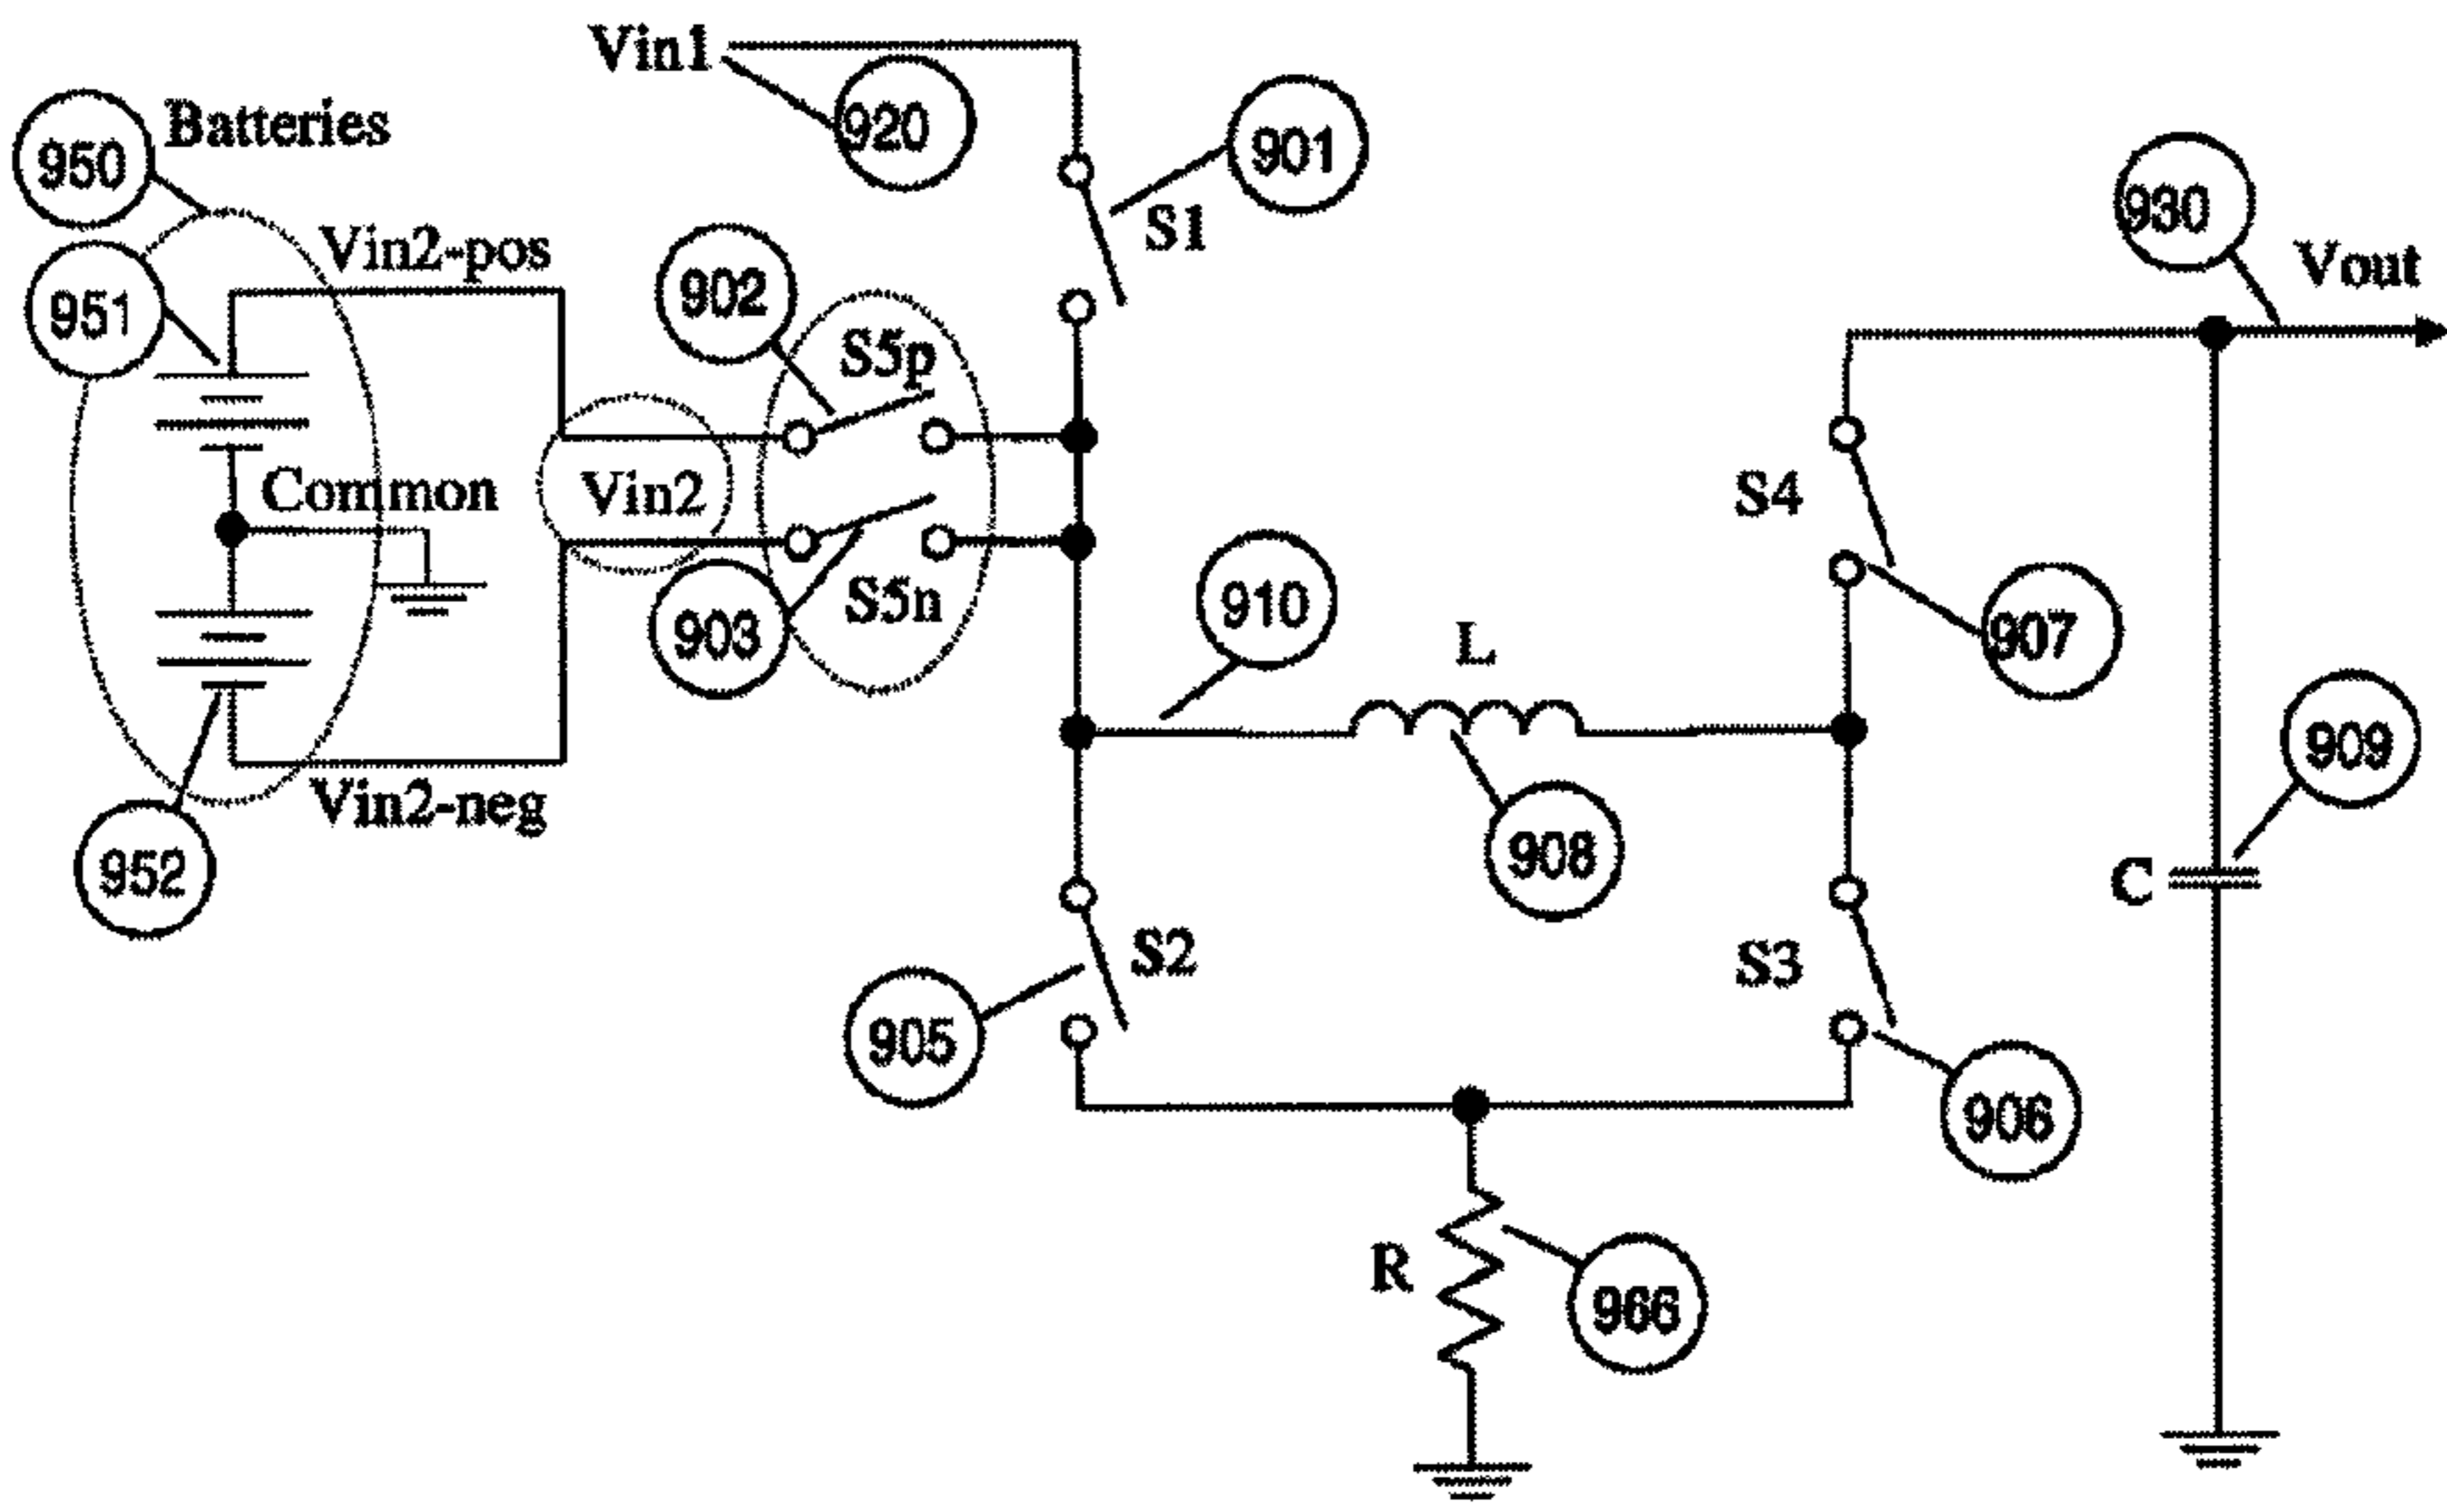 Vin1
920
901
Batteries
950
930
Vout
Vin2-pos
951
902
S1
S5p
Vin2
Common
S4
910
907
903
S5n
L
909
Vin2-neg
952
908
C
S2
S3
905
906
R
966